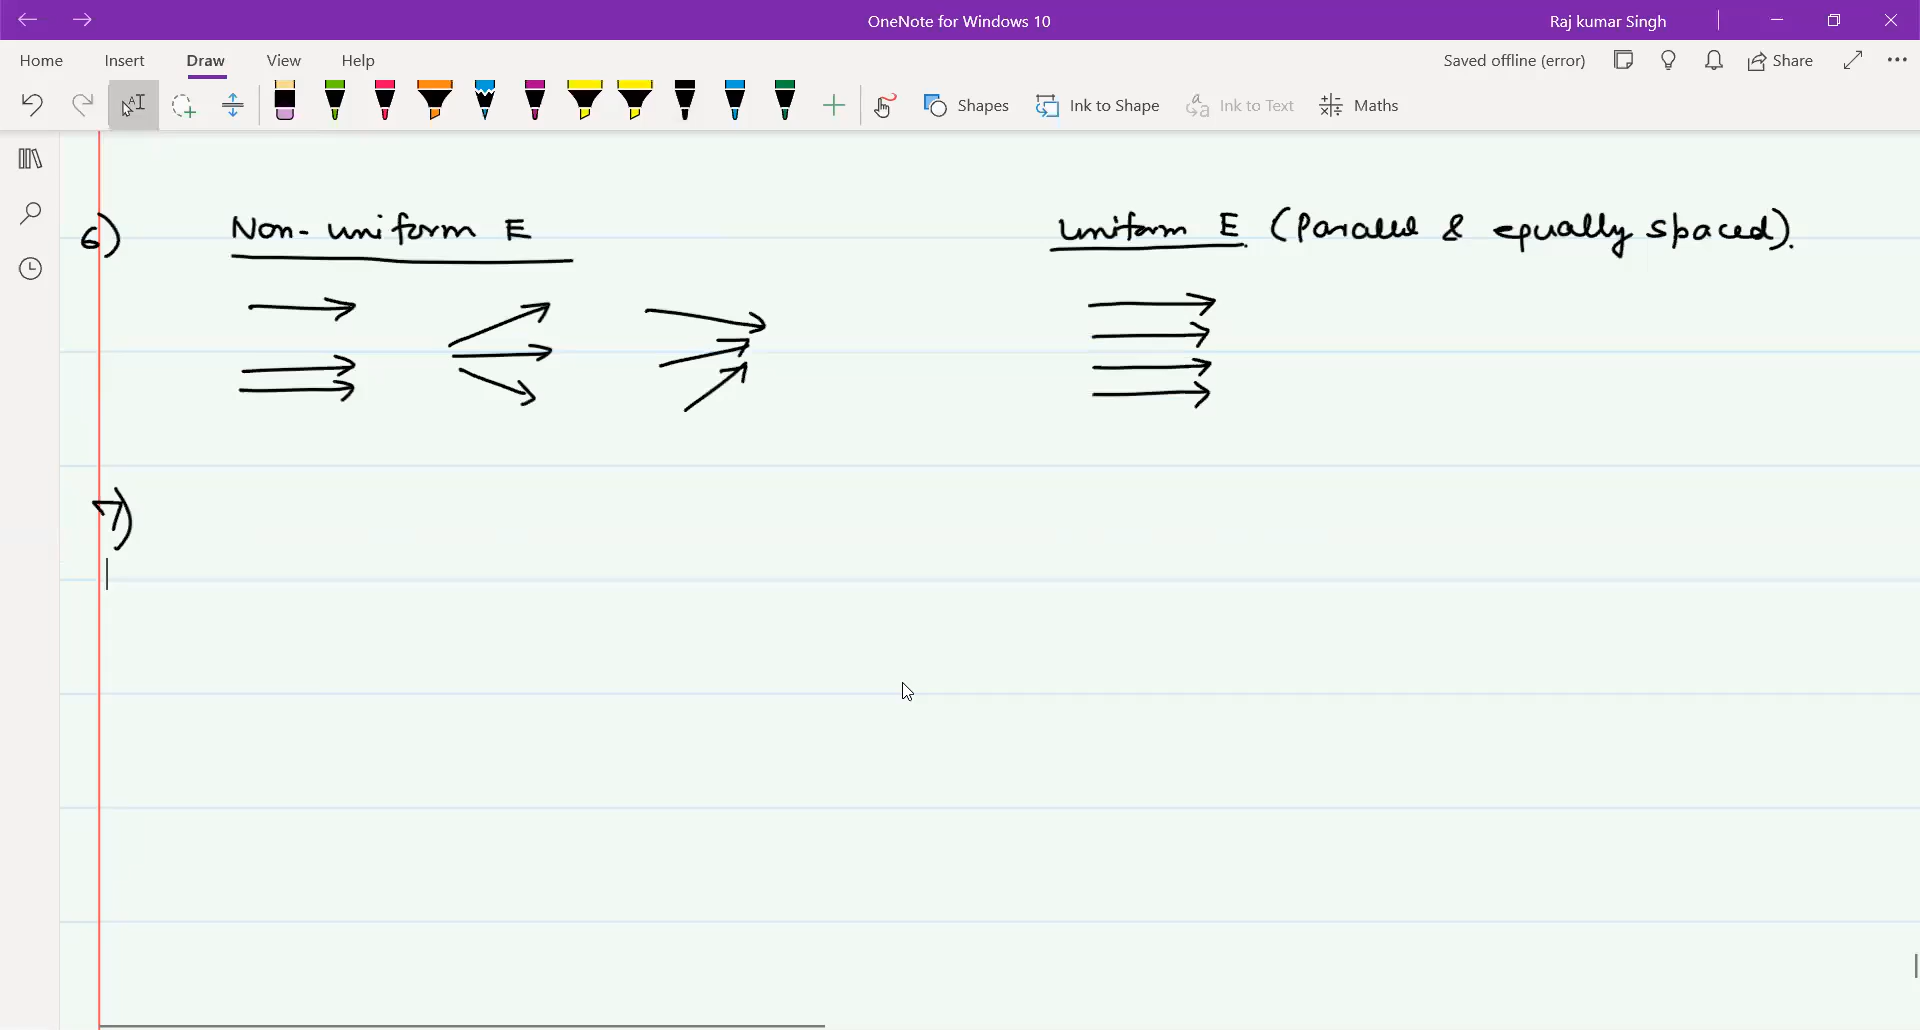 OneNote for Windows 10
Raj kumar Singh
Home Insert Draw View Help
Saved offline (error) Share
Shapes Ink to Shape Ink to Text Maths
6) Non-uniform E
Uniform E (Parallel & equally spaced).
7)